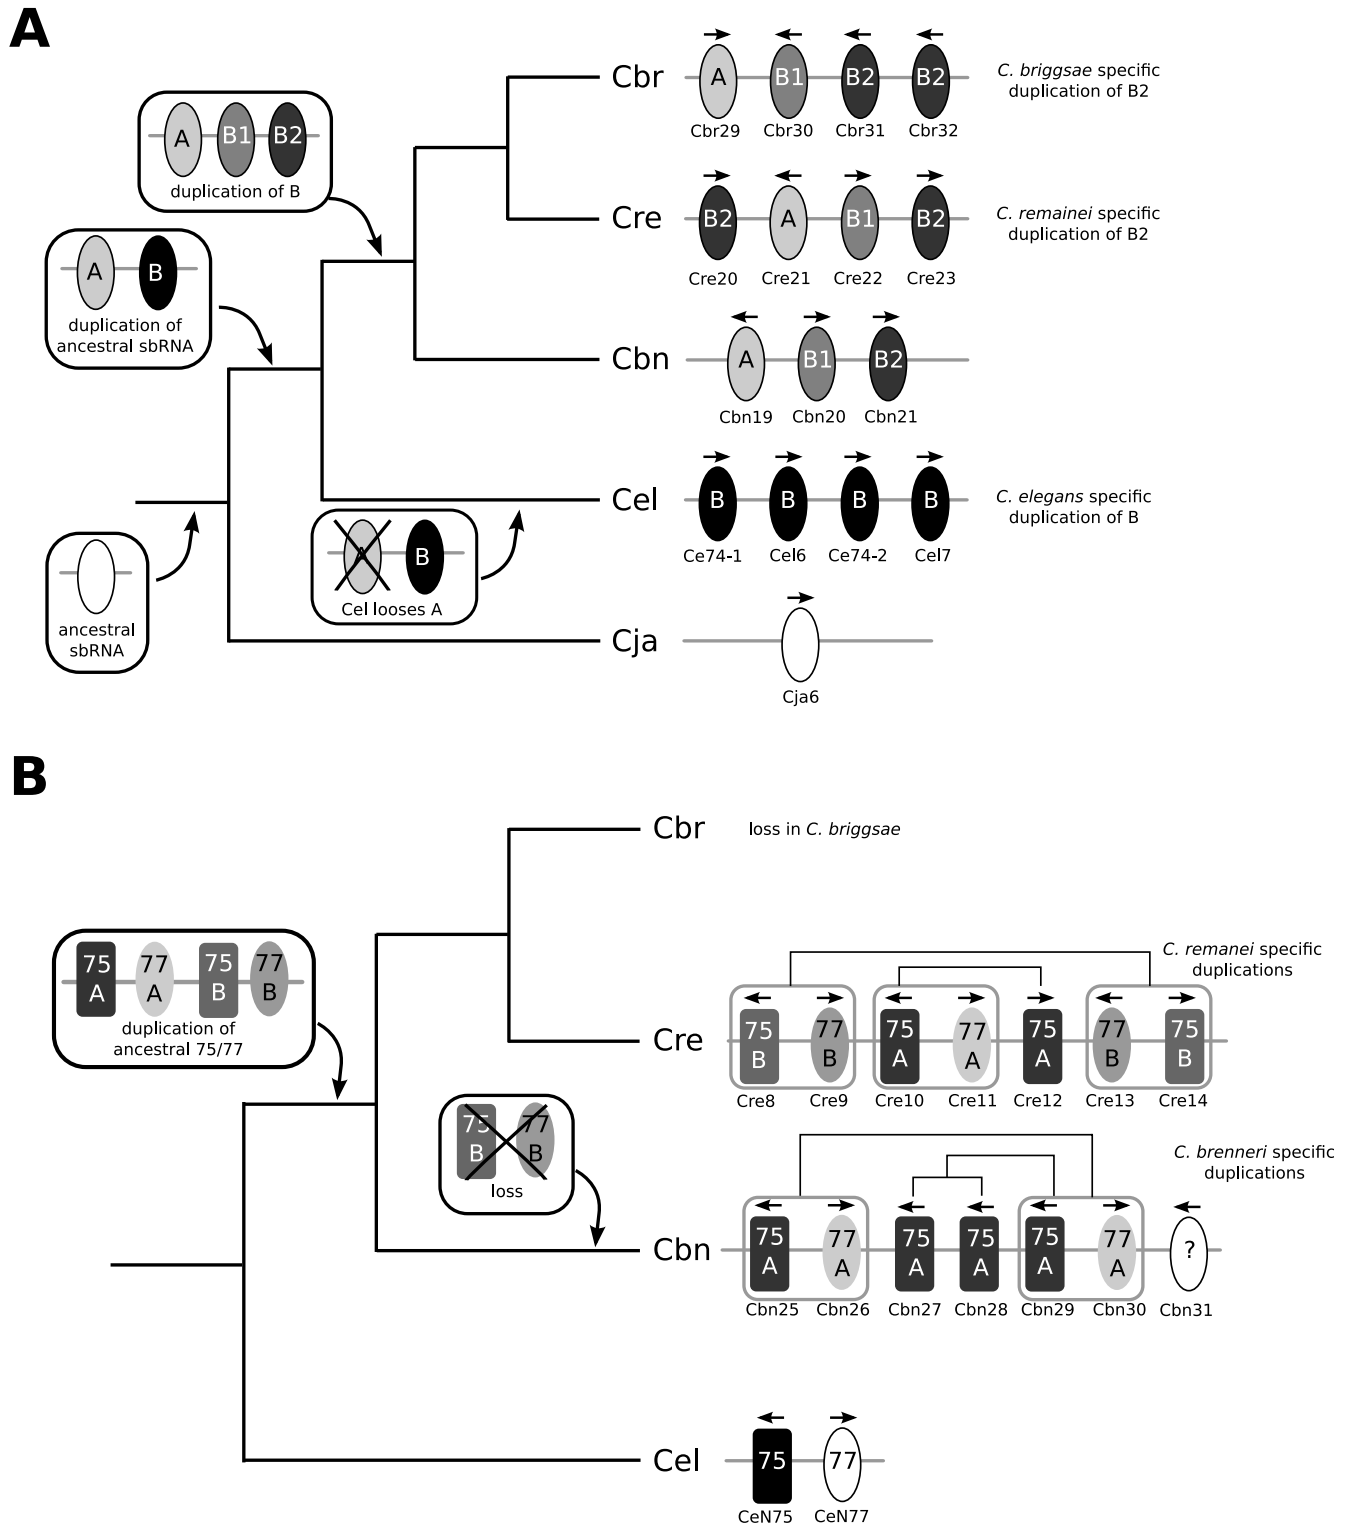 A
Cbr
A
B1
B2
B2
Cbr29
Cbr30
Cbr31
Cbr32
C. briggsae specific
duplication of B2
A
B1
B2
duplication of B
Cre
B2
A
B1
B2
Cre20
Cre21
Cre22
Cre23
C. remainei specific
duplication of B2
A
B
duplication of
ancestral sbRNA
Cbn
A
B1
B2
Cbn19
Cbn20
Cbn21
Cel
B
B
B
B
Ce74-1
Cel6
Ce74-2
Cel7
C. elegans specific
duplication of B
A
B
Cel looses A
ancestral
sbRNA
Cja
Cja6
B
Cbr
loss in C. briggsae
75
A
77
A
75
B
77
B
duplication of
ancestral 75/77
C. remanei specific
duplications
Cre
75
B
77
B
75
A
77
A
75
A
77
B
75
B
Cre8
Cre9
Cre10
Cre11
Cre12
Cre13
Cre14
75
B
77
B
loss
C. brenneri specific
duplications
Cbn
75
A
77
A
75
A
75
A
75
A
77
A
?
Cbn25
Cbn26
Cbn27
Cbn28
Cbn29
Cbn30
Cbn31
Cel
75
77
CeN75
CeN77